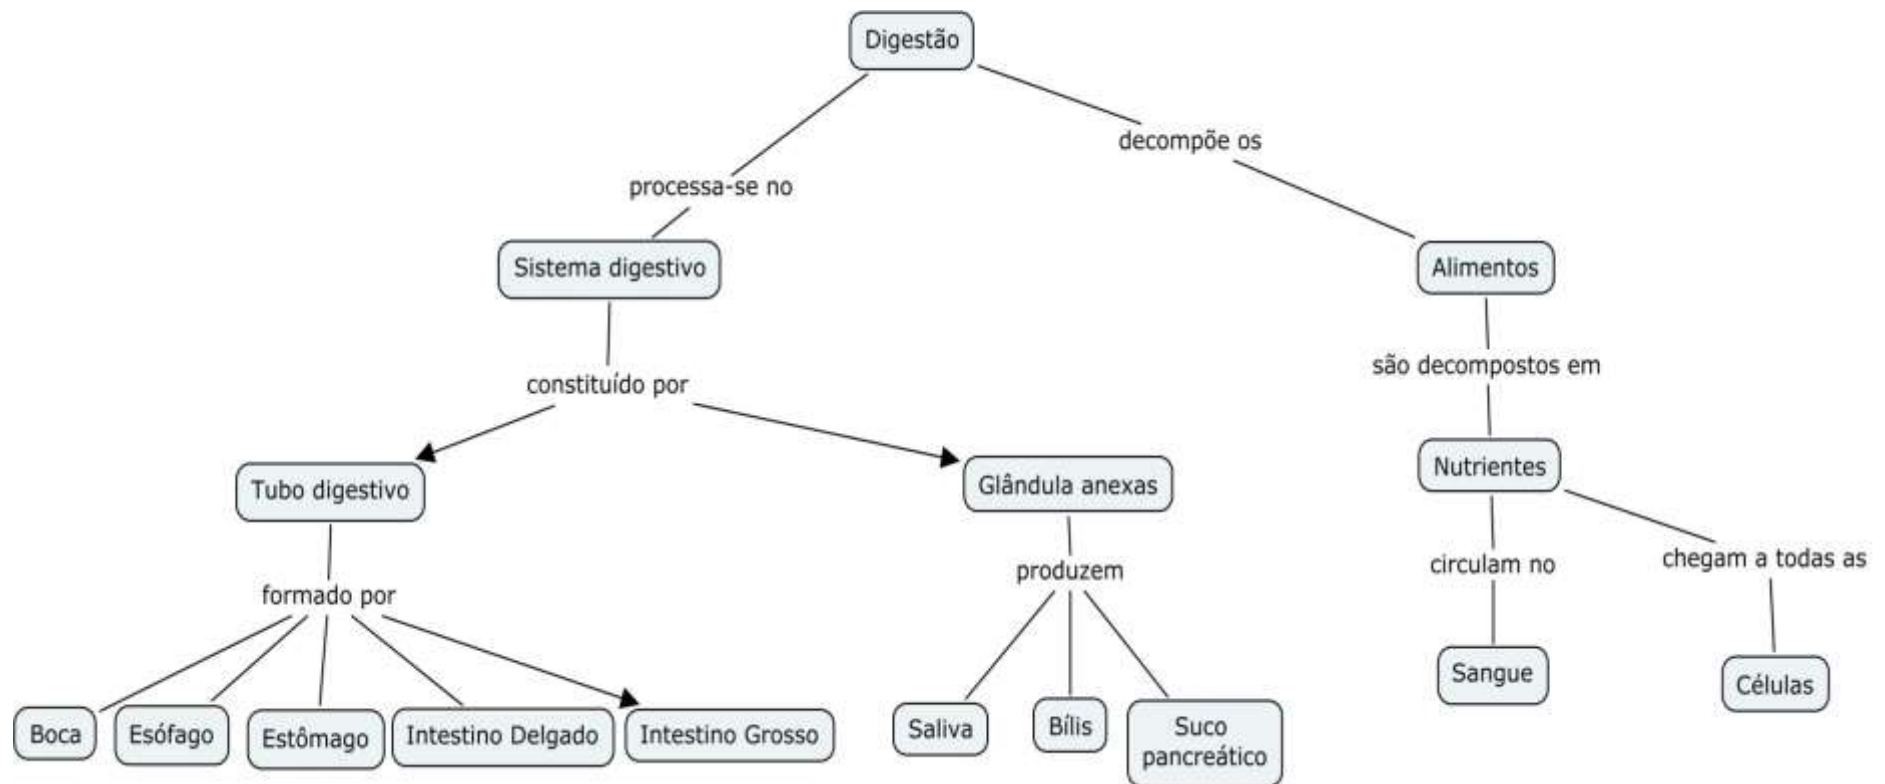 Digestão
decompõe os
processa-se no
Sistema digestivo
Alimentos
são decompostos em
constituído por
Tubo digestivo
Glândula anexas
Nutrientes
formado por
produzem
circulam no
chegam a todas as
Boca
Esófago
Estômago
Intestino Delgado
Intestino Grosso
Saliva
Bílis
Suco
pancreático
Sangue
Células